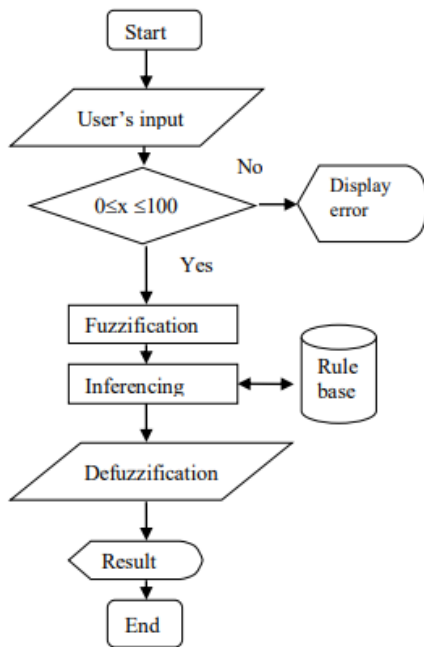 Start
User's input
No
0≤x ≤100
Display
error
Yes
Fuzzification
Inferencing
Rule
base
Defuzzification
Result
End